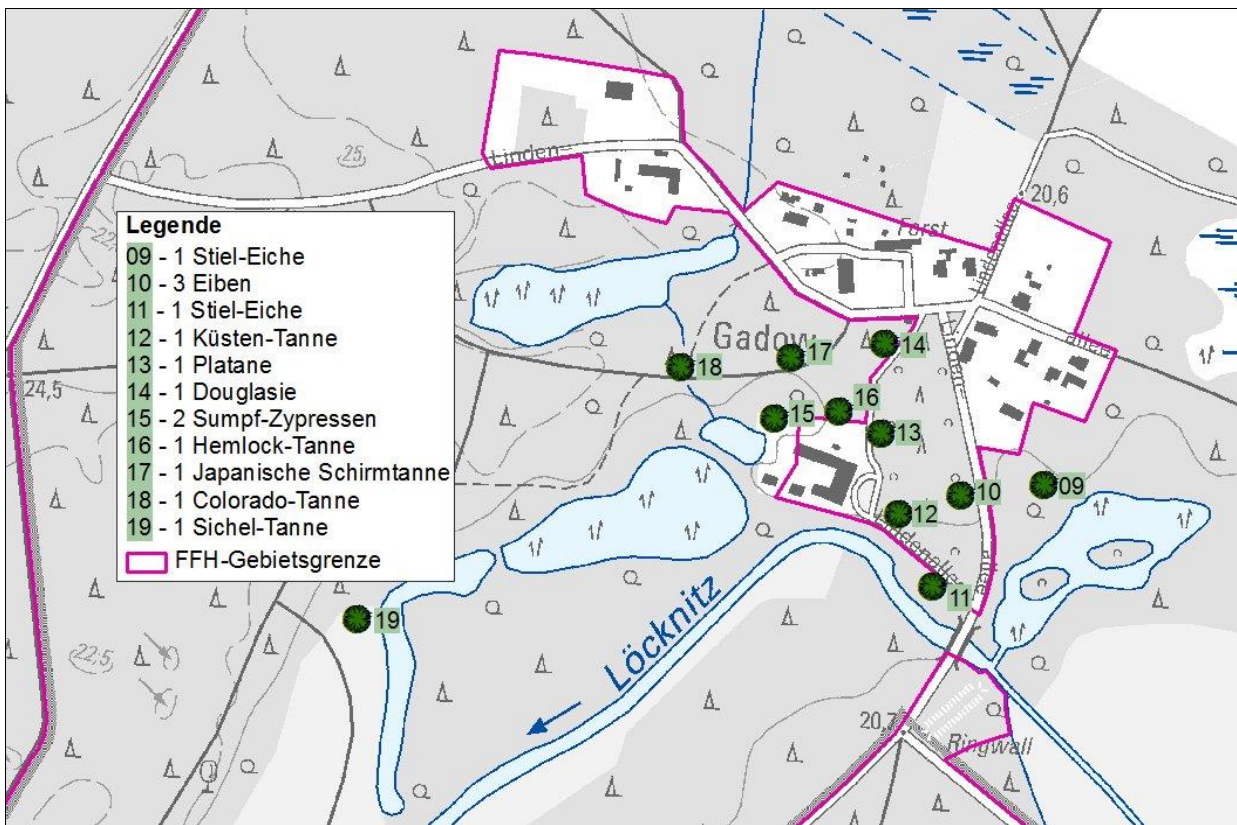 Linden-
25
20,6
Forst
Lindenallee
Legende
09 - 1 Stiel-Eiche
10 - 3 Eiben
11 - 1 Stiel-Eiche
12 - 1 Küsten-Tanne
13 - 1 Platane
14 - 1 Douglasie
15 - 2 Sumpf-Zypressen
16 - 1 Hemlock-Tanne
17 - 1 Japanische Schirmtanne
18 - 1 Colorado-Tanne
19 - 1 Sichel-Tanne
FFH-Gebietsgrenze
Gadow
14
17
18
allee
Linden
24,5
16
15
13
10
09
12
Lindenallee
11
19
Löcknitz
22,5
20,7
Ringwall